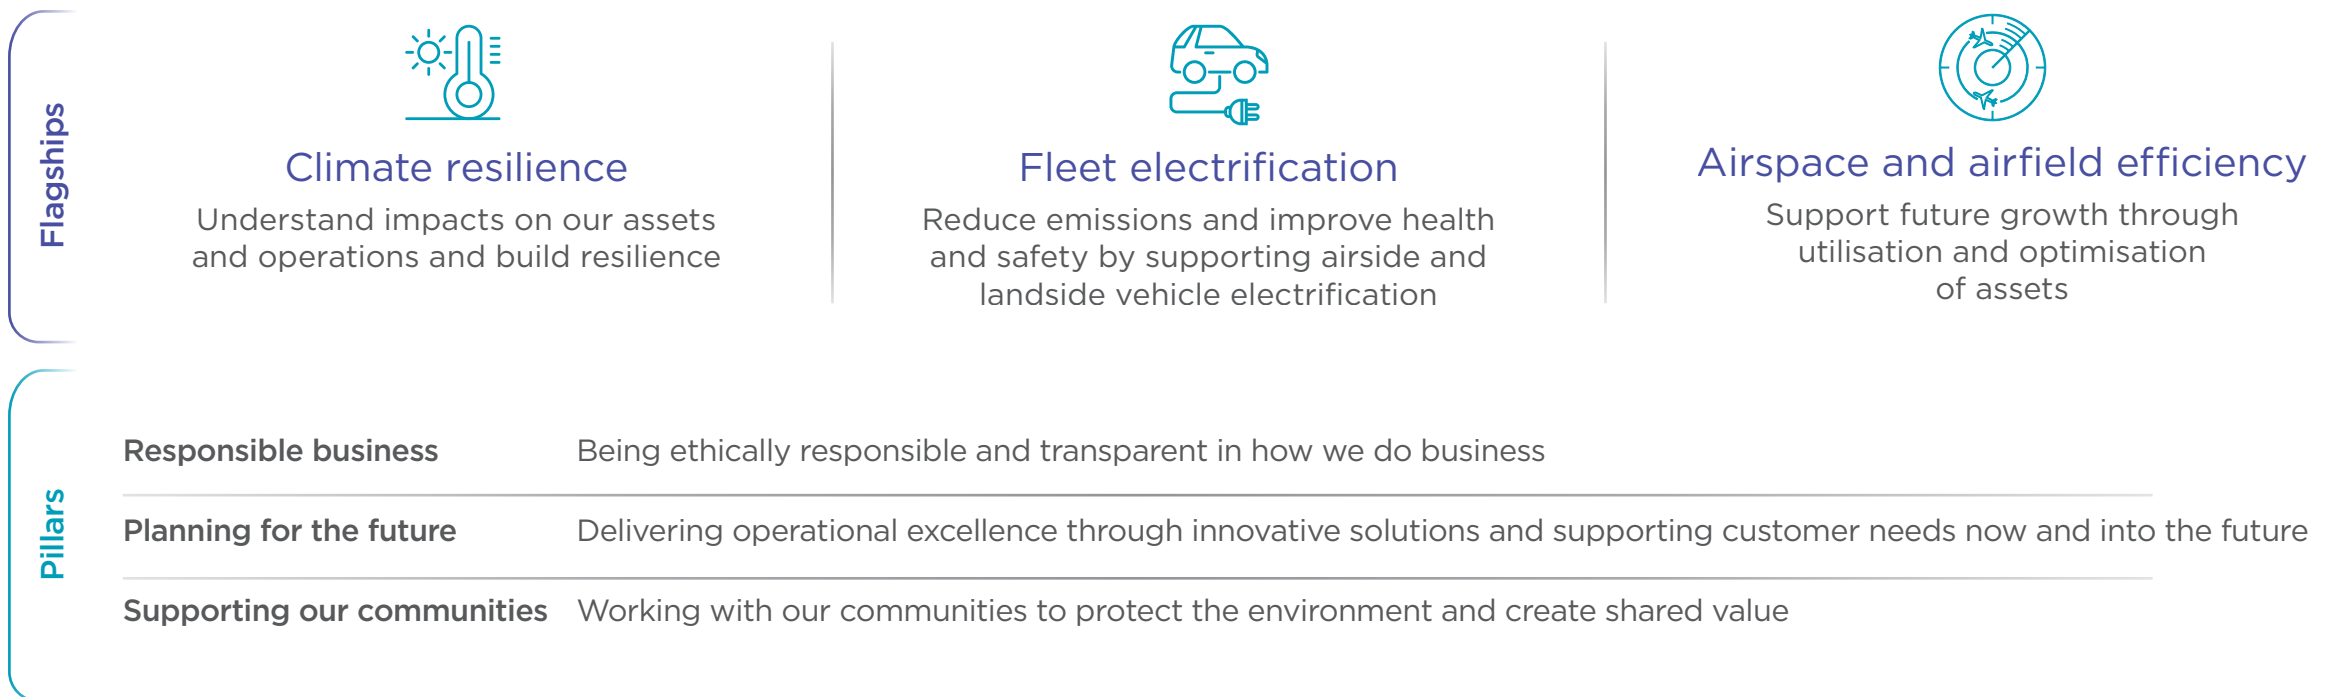 Flagships
Climate resilience
Understand impacts on our assets
and operations and build resilience
Fleet electrification
Reduce emissions and improve health
and safety by supporting airside and
landside vehicle electrification
Airspace and airfield efficiency
Support future growth through
utilisation and optimisation
of assets
Pillars
Responsible business Being ethically responsible and transparent in how we do business
Planning for the future Delivering operational excellence through innovative solutions and supporting customer needs now and into the future
Supporting our communities Working with our communities to protect the environment and create shared value